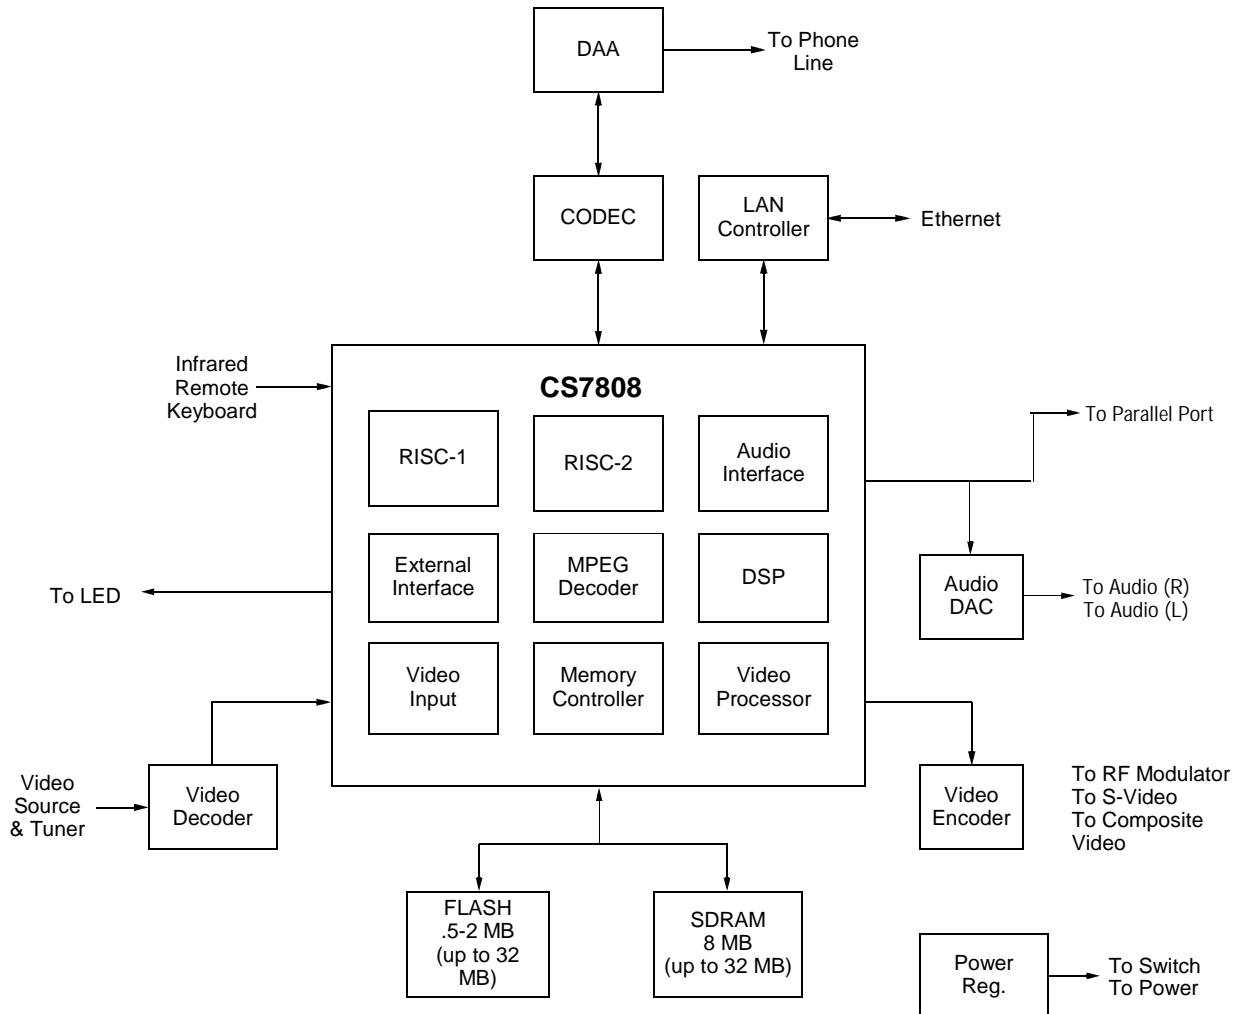 DAA
To Phone
Line
CODEC
LAN
Controller
Ethernet
Infrared
Remote
Keyboard
CS7808
RISC-1
RISC-2
Audio
Interface
To Parallel Port
External
Interface
MPEG
Decoder
DSP
To LED
Audio
DAC
To Audio (R)
To Audio (L)
Video
Input
Memory
Controller
Video
Processor
Video
Source
& Tuner
Video
Decoder
Video
Encoder
To RF Modulator
To S-Video
To Composite
Video
FLASH
.5-2 MB
(up to 32
MB)
SDRAM
8 MB
(up to 32 MB)
Power
Reg.
To Switch
To Power